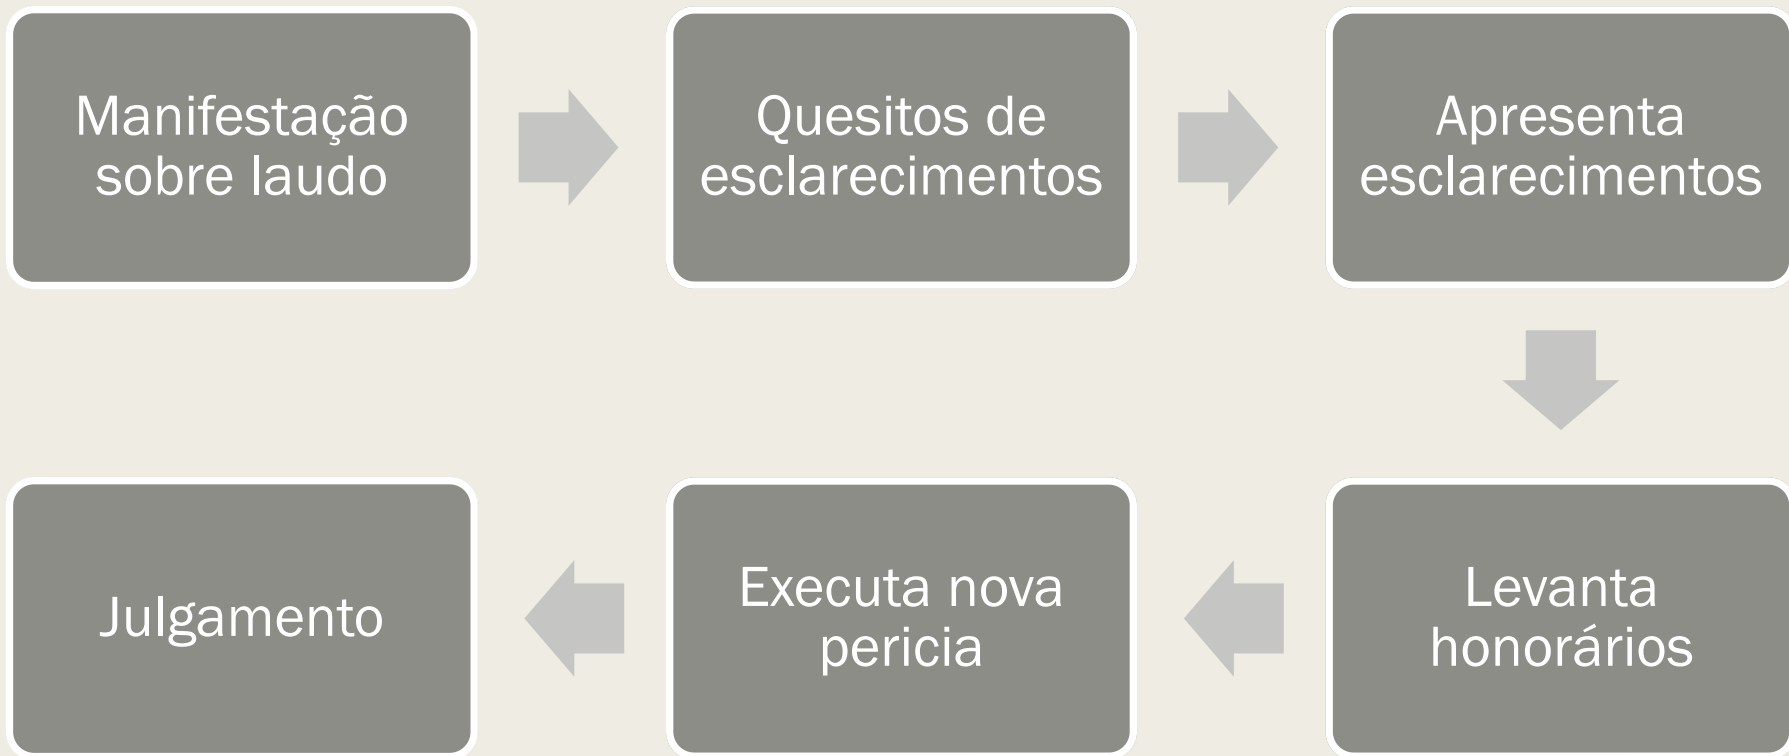 Manifestação
sobre laudo
Quesitos de
esclarecimentos
Apresenta
esclarecimentos
Levanta
honorários
Executa nova
pericia
Julgamento